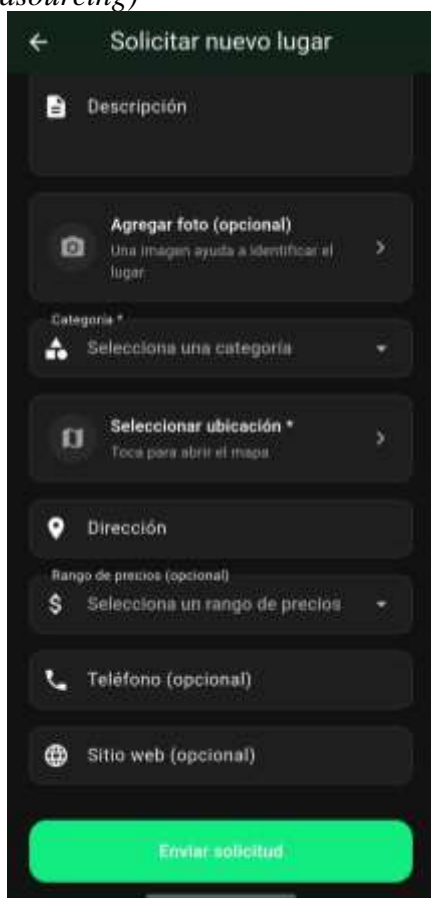 asourcing)
Solicitar nuevo lugar
Descripción
Agregar foto (opcional)
Una imagen ayuda a identificar el
lugar
Categoría *
Selecciona una categoría
Seleccionar ubicación *
Toca para abrir el mapa
Dirección
Rango de precios (opcional)
$ Selecciona un rango de precios
Teléfono (opcional)
Sitio web (opcional)
Enviar solicitud